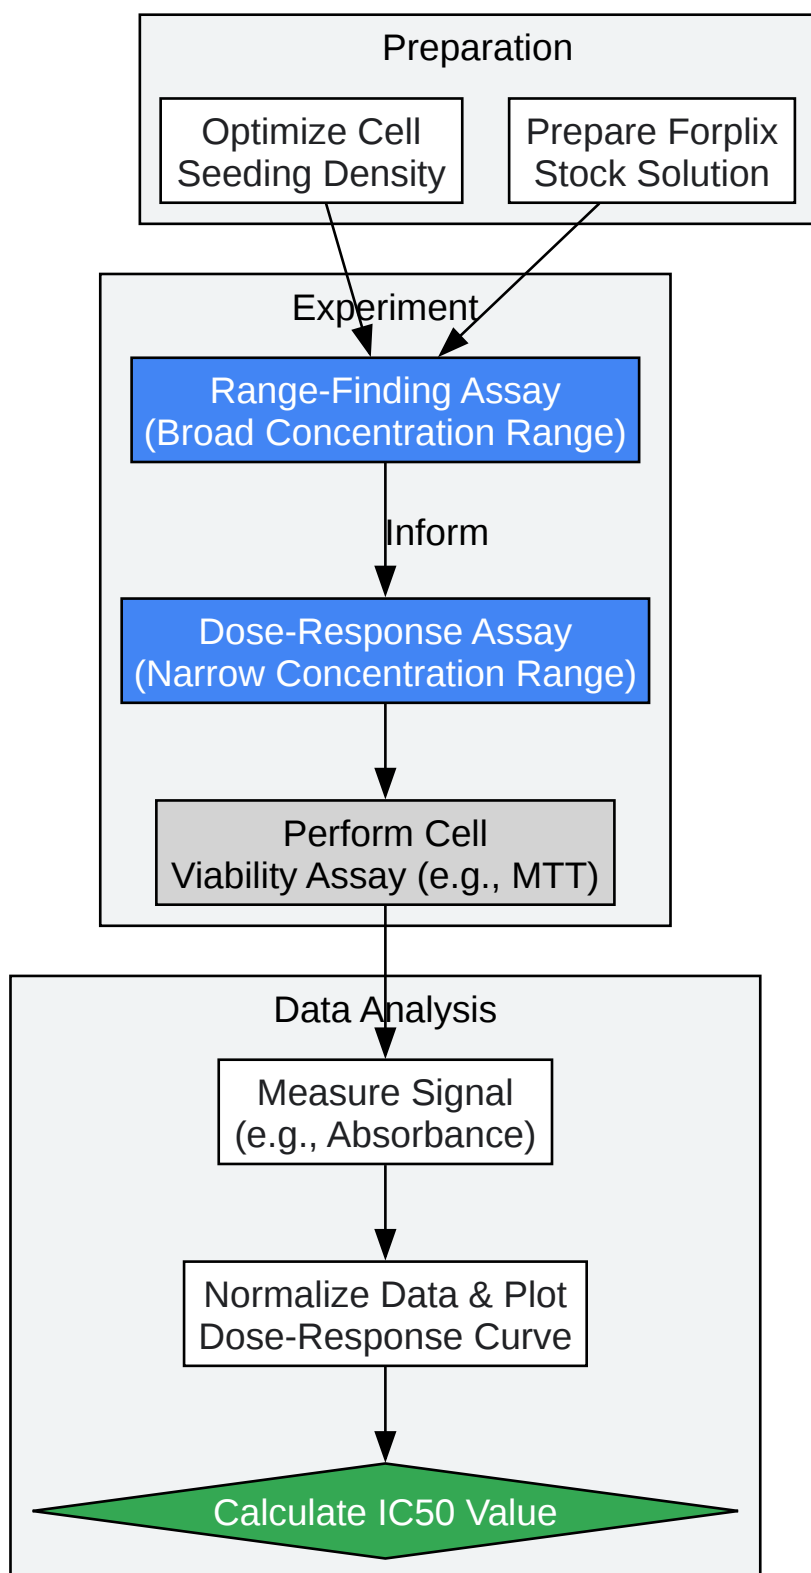 Preparation
Optimize Cell
Seeding Density
Prepare Forplix
Stock Solution
Experiment
Range-Finding Assay
(Broad Concentration Range)
Inform
Dose-Response Assay
(Narrow Concentration Range)
Perform Cell
Viability Assay (e.g., MTT)
Data Analysis
Measure Signal
(e.g., Absorbance)
Normalize Data & Plot
Dose-Response Curve
Calculate IC50 Value